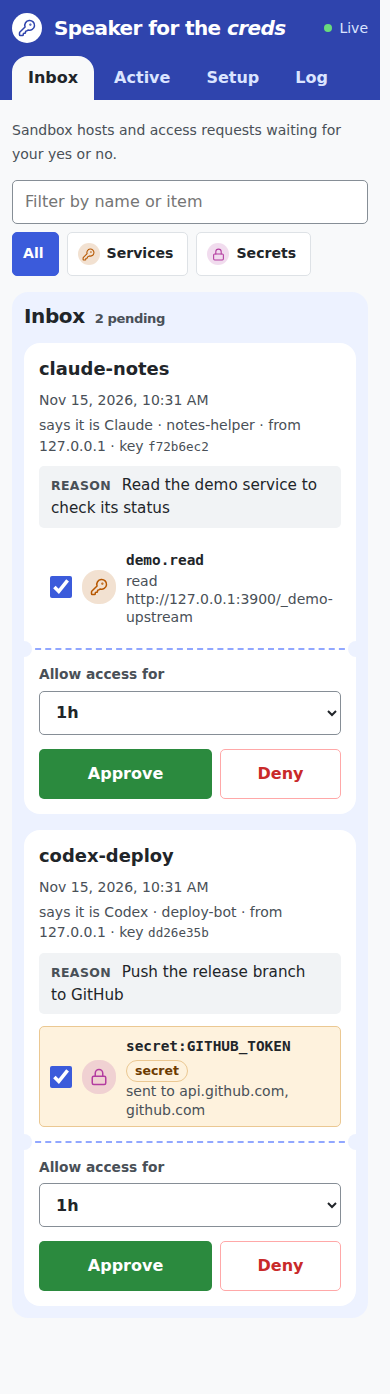 Speaker for the creds
Live
Inbox
Active
Setup
Log
Sandbox hosts and access requests waiting for
your yes or no.
Filter by name or item
All
Services
Secrets
Inbox 2 pending
claude-notes
Nov 15, 2026, 10:31 AM
says it is Claude · notes-helper · from
127.0.0.1 · key f72b6ec2
REASON Read the demo service to
check its status
demo.read
read
http://127.0.0.1:3900/_demo-
upstream
Allow access for
1h
Approve
Deny
codex-deploy
Nov 15, 2026, 10:31 AM
says it is Codex · deploy-bot · from
127.0.0.1 · key dd26e35b
REASON Push the release branch
to GitHub
secret:GITHUB_TOKEN
secret
sent to api.github.com,
github.com
Allow access for
1h
Approve
Deny